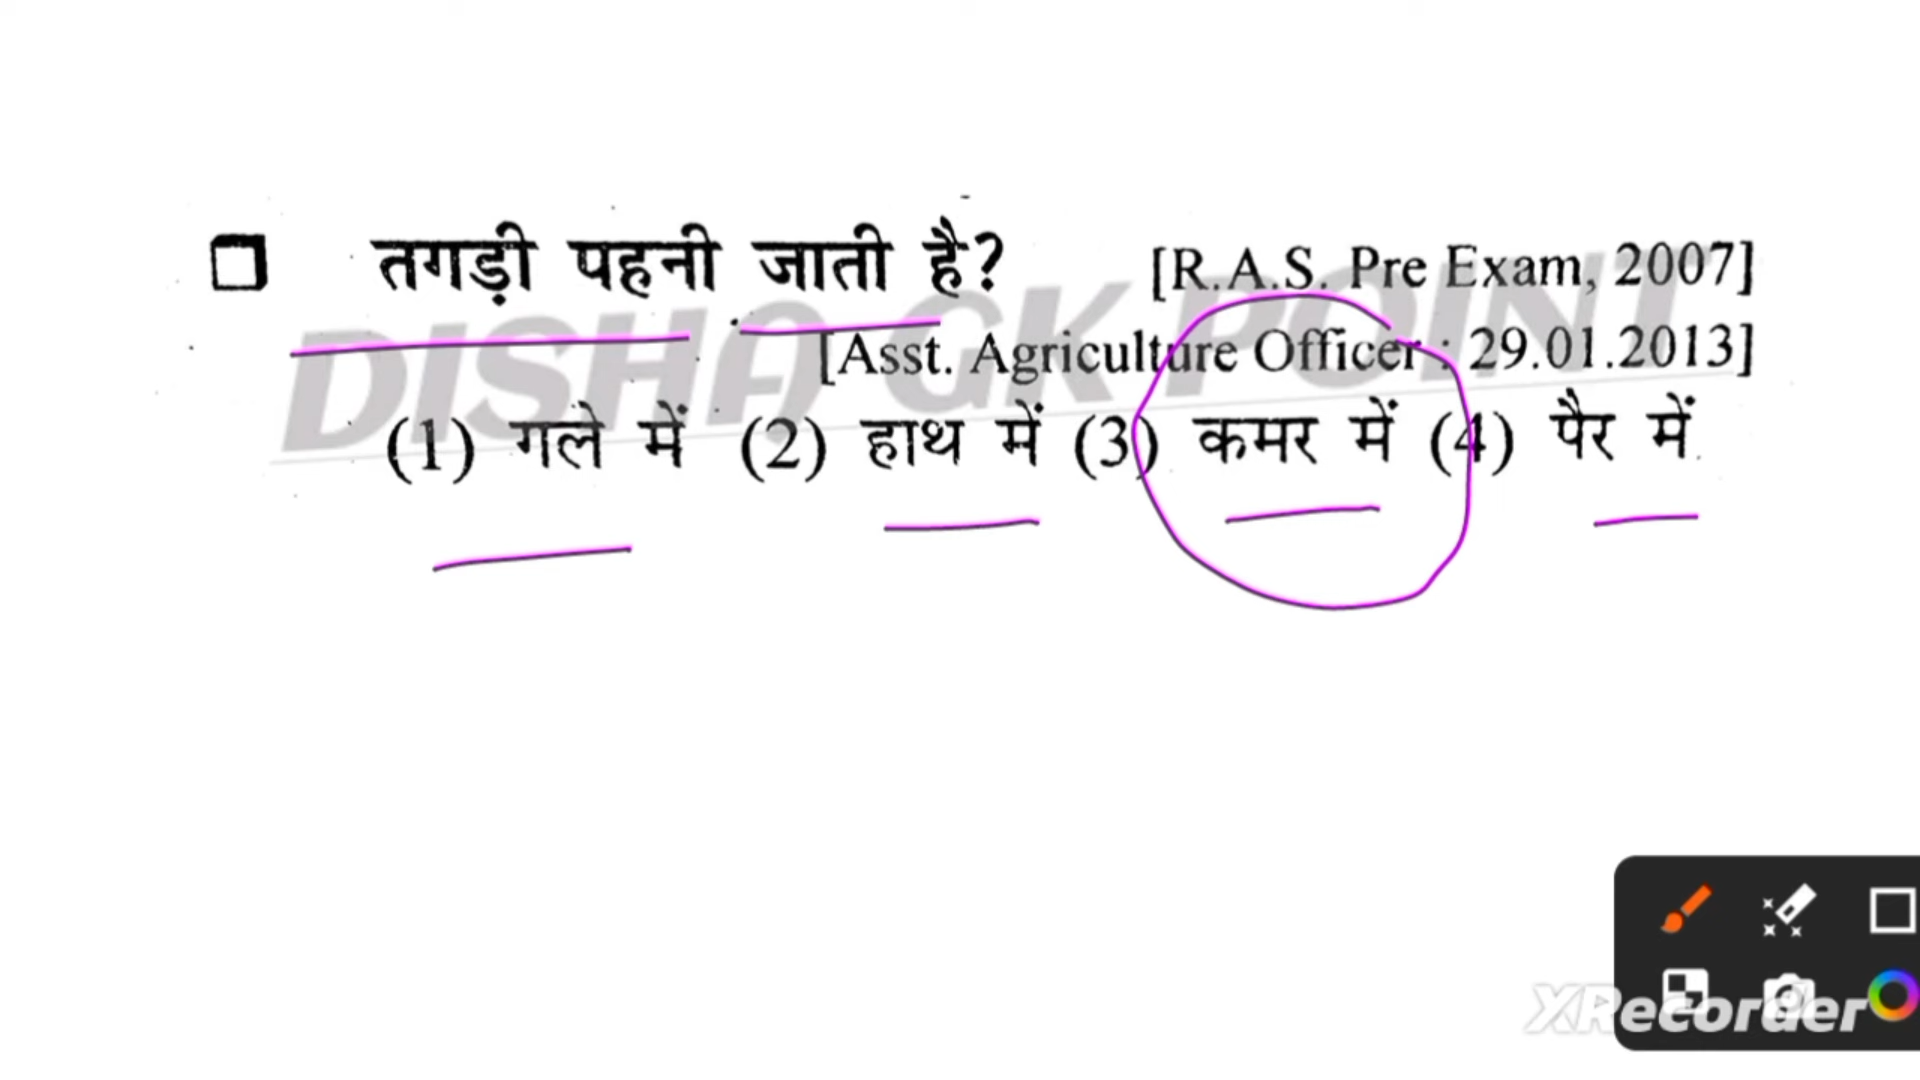 तगड़ी पहनी जाती है? [R.A.S. Pre Exam, 2007]
[Asst. Agriculture Officer : 29.01.2013]
(1) गले में (2) हाथ में (3) कमर में (4) पैर में
DISHA GK POINT
XRecorder